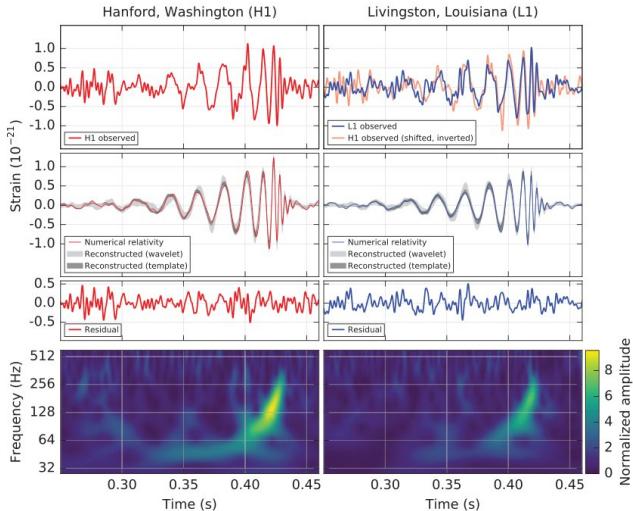 Hanford, Washington (H1)
Livingston, Louisiana (L1)
Strain (10⁻²¹)
1.0
0.5
0.0
-0.5
-1.0
H1 observed
L1 observed
H1 observed (shifted, inverted)
1.0
0.5
0.0
-0.5
-1.0
Numerical relativity
Reconstructed (wavelet)
Reconstructed (template)
Numerical relativity
Reconstructed (wavelet)
Reconstructed (template)
0.5
0.0
-0.5
Residual
Residual
Frequency (Hz)
512
256
128
64
32
Normalized amplitude
8
6
4
2
0
0.30
0.35
0.40
0.45
0.30
0.35
0.40
0.45
Time (s)
Time (s)